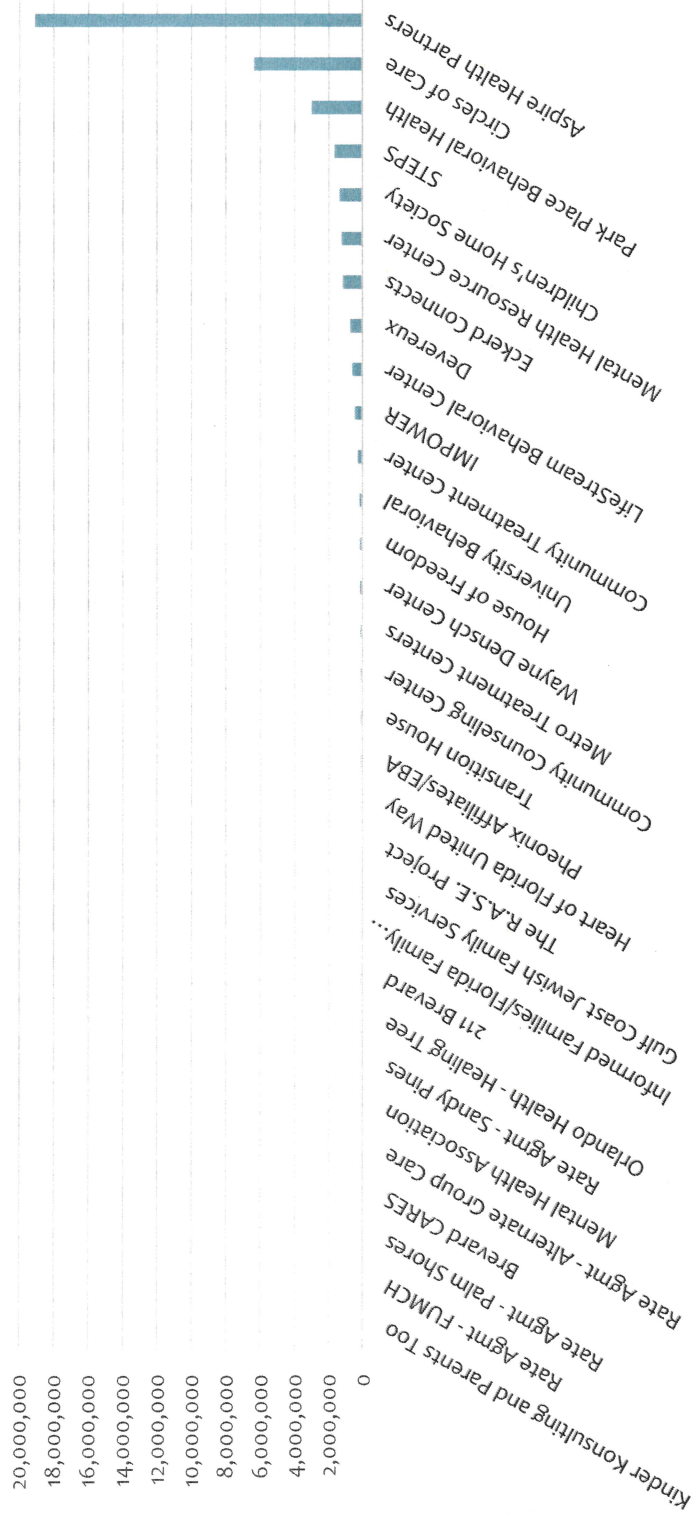 20,000,000
18,000,000
16,000,000
14,000,000
12,000,000
10,000,000
8,000,000
6,000,000
4,000,000
2,000,000
0
Kinder Konsulting and Parents Too
Rate Agmt - FUMCH
Rate Agmt - Palm Shores
Brevard CARES
Rate Agmt - Alternate Group Care
Mental Health Association
Rate Agmt - Sandy Pines
Orlando Health - Healing Tree
211 Brevard
Informed Families/Florida Family...
Gulf Coast Jewish Family Services
The R.A.S.E. Project
Heart of Florida United Way
Pheonix Affiliates/EBA
Transition House
Community Counseling Center
Metro Treatment Centers
Wayne Densch Center
House of Freedom
University Behavioral
Community Treatment Center
IMPOWER
LifeStream Behavioral Center
Devereux
Eckerd Connects
Mental Health Resource Center
Children's Home Society
STEPS
Park Place Behavioral Health
Circles of Care
Aspire Health Partners